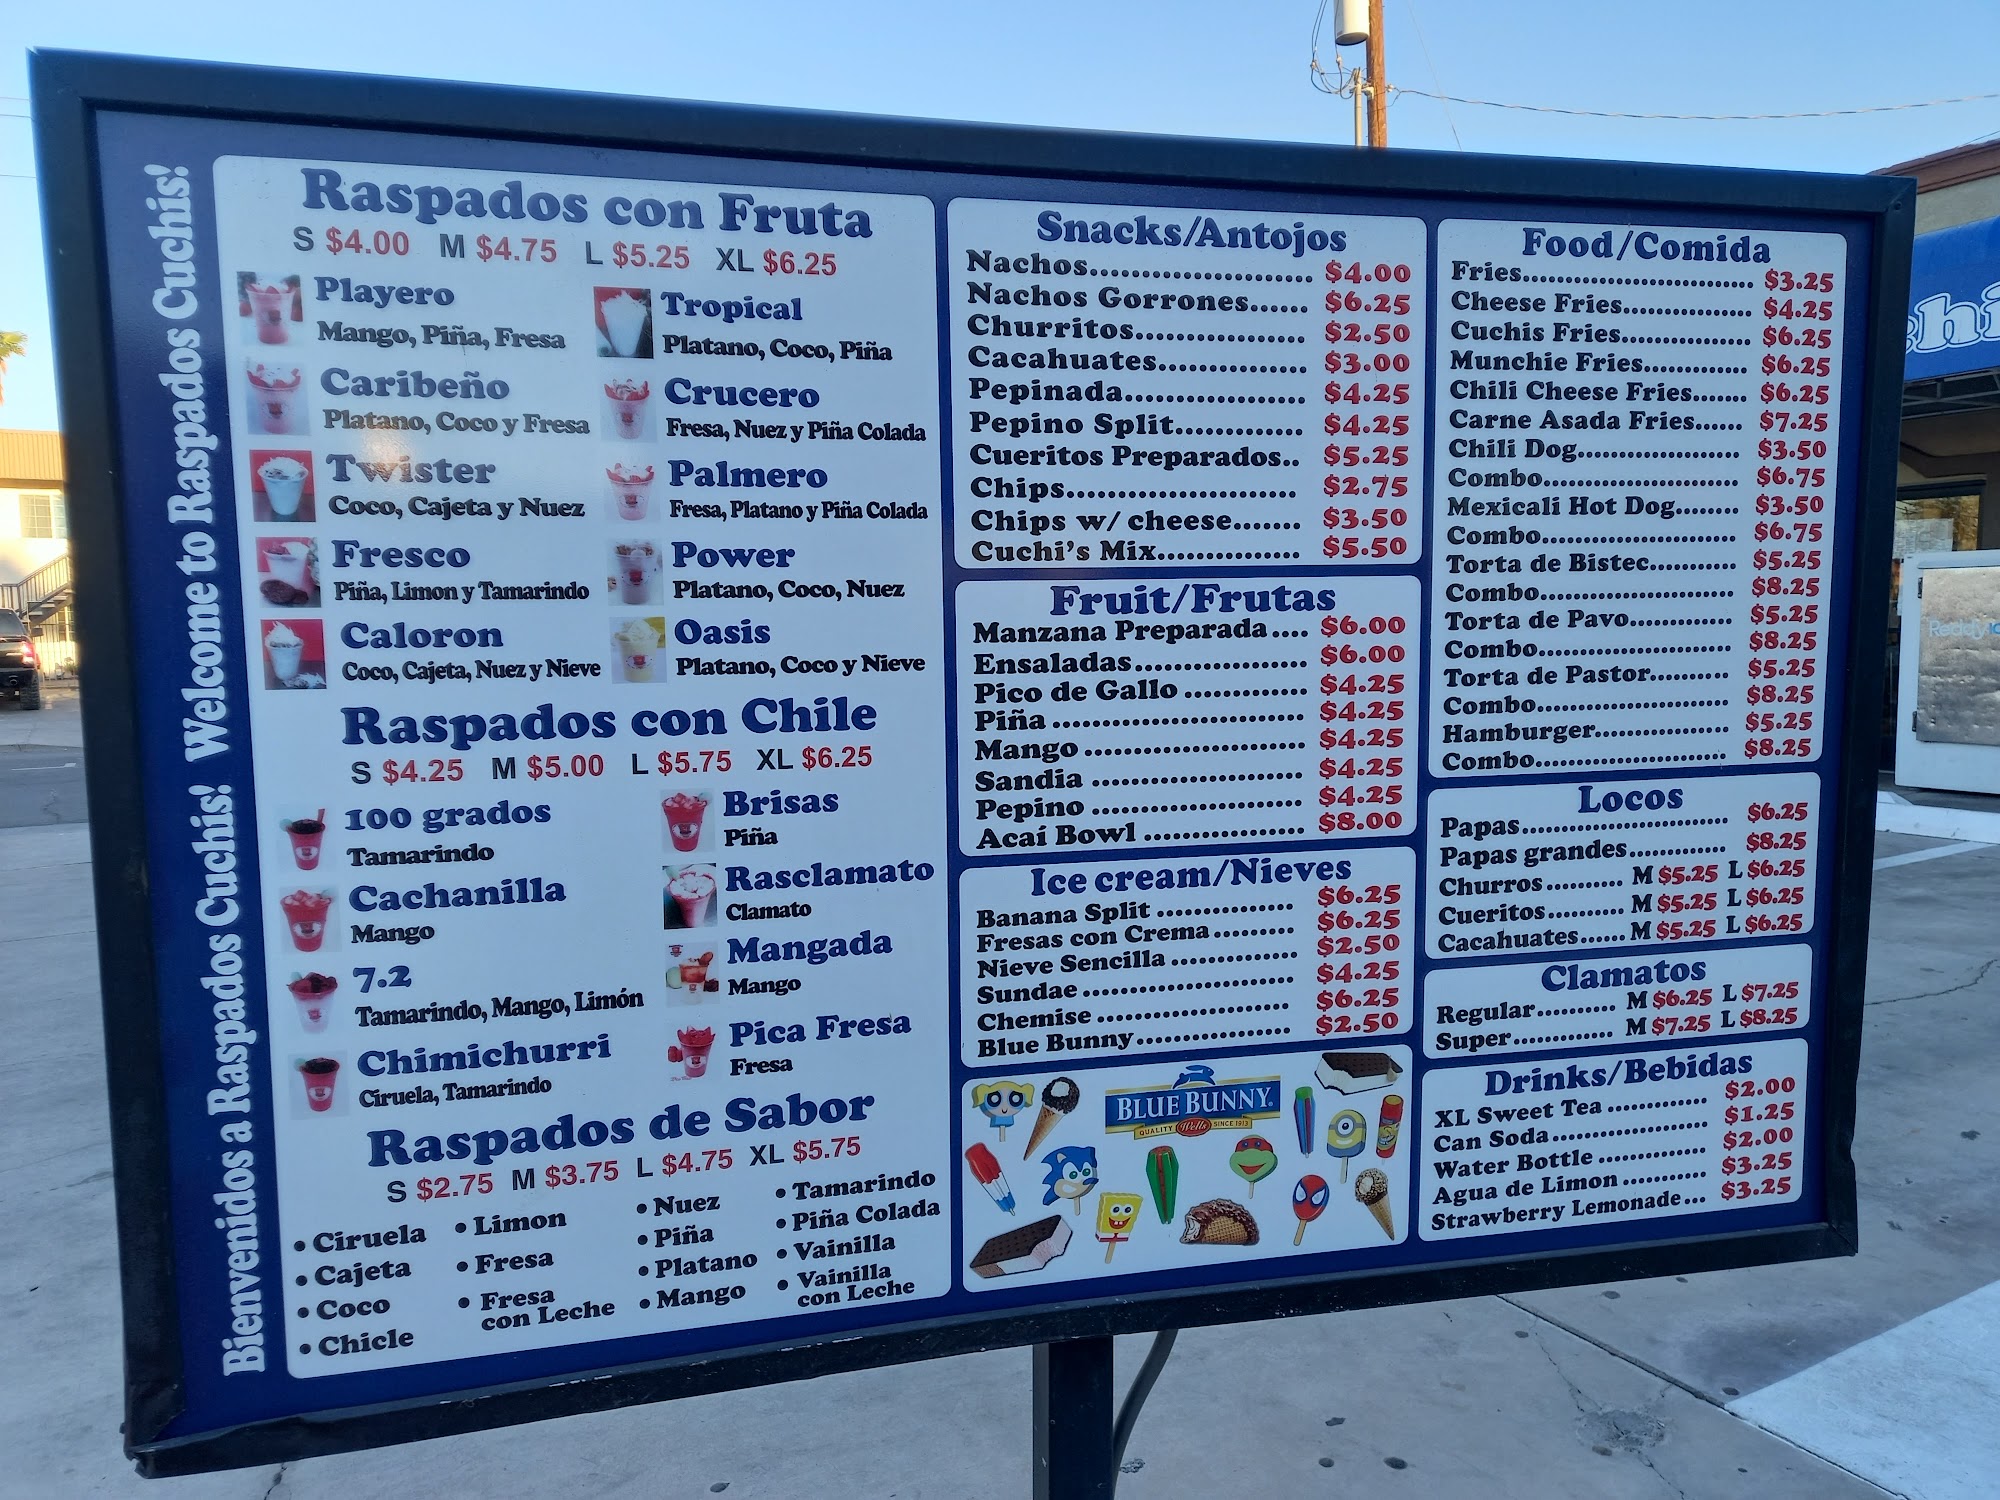 Bienvenidos a Raspados Cuchis! Welcome to Raspados Cuchis!
Raspados con Fruta
S $4.00 M $4.75 L $5.25 XL $6.25
Playero
Mango, Piña, Fresa
Caribeño
Platano, Coco y Fresa
Twister
Coco, Cajeta y Nuez
Fresco
Piña, Limon y Tamarindo
Caloron
Coco, Cajeta, Nuez y Nieve
Tropical
Platano, Coco, Piña
Crucero
Fresa, Nuez y Piña Colada
Palmero
Fresa, Platano y Piña Colada
Power
Platano, Coco, Nuez
Oasis
Platano, Coco y Nieve
Raspados con Chile
S $4.25 M $5.00 L $5.75 XL $6.25
100 grados
Tamarindo
Cachanilla
Mango
7.2
Tamarindo, Mango, Limón
Chimichurri
Ciruela, Tamarindo
Brisas
Piña
Rasclamato
Clamato
Mangada
Mango
Pica Fresa
Fresa
Raspados de Sabor
S $2.75 M $3.75 L $4.75 XL $5.75
• Ciruela
• Cajeta
• Coco
• Chicle
• Limon
• Fresa
• Fresa
con Leche
• Nuez
• Piña
• Platano
• Mango
• Tamarindo
• Piña Colada
• Vainilla
• Vainilla
con Leche
Snacks/Antojos
Nachos........................ $4.00
Nachos Gorrones...... $6.25
Churritos.................. $2.50
Cacahuates................ $3.00
Pepinada................... $4.25
Pepino Split.............. $4.25
Cueritos Preparados.. $5.25
Chips......................... $2.75
Chips w/ cheese....... $3.50
Cuchi's Mix............... $5.50
Fruit/Frutas
Manzana Preparada.... $6.00
Ensaladas................... $6.00
Pico de Gallo ............. $4.25
Piña ........................... $4.25
Mango ........................ $4.25
Sandia ....................... $4.25
Pepino ....................... $4.25
Acaí Bowl .................. $8.00
Ice cream/Nieves
Banana Split ............... $6.25
Fresas con Crema ......... $6.25
Nieve Sencilla .............. $2.50
Sundae ....................... $4.25
Chemise ..................... $6.25
Blue Bunny................. $2.50
BLUE BUNNY.
QUALITY Wells SINCE 1913
Food/Comida
Fries............................ $3.25
Cheese Fries............... $4.25
Cuchis Fries............... $6.25
Munchie Fries............. $6.25
Chili Cheese Fries....... $6.25
Carne Asada Fries...... $7.25
Chili Dog.................... $3.50
Combo........................ $6.75
Mexicali Hot Dog........ $3.50
Combo........................ $6.75
Torta de Bistec........... $5.25
Combo........................ $8.25
Torta de Pavo............. $5.25
Combo........................ $8.25
Torta de Pastor.......... $5.25
Combo........................ $8.25
Hamburger................. $5.25
Combo........................ $8.25
Locos
Papas............................ $6.25
Papas grandes............. $8.25
Churros.......... M $5.25 L $6.25
Cueritos.......... M $5.25 L $6.25
Cacahuates...... M $5.25 L $6.25
Clamatos
Regular.......... M $6.25 L $7.25
Super............. M $7.25 L $8.25
Drinks/Bebidas
XL Sweet Tea ............. $2.00
Can Soda.................... $1.25
Water Bottle .............. $2.00
Agua de Limon ........... $3.25
Strawberry Lemonade... $3.25